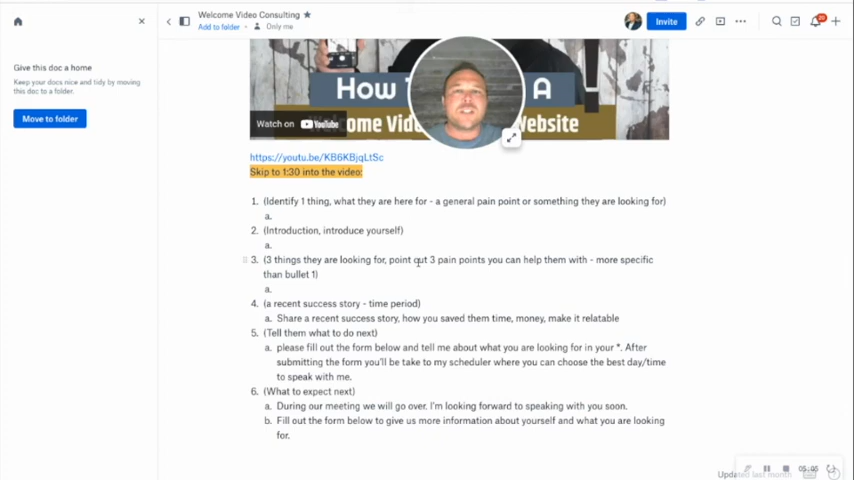 Welcome Video Consulting ★
Add to folder Only me
Invite
20
Give this doc a home
Keep your docs nice and tidy by moving
this doc to a folder.
Move to folder
How A
Watch on YouTube
ome Vide Website
https://youtu.be/KB6KBjqLtSc
Skip to 1:30 into the video:
1. (Identify 1 thing, what they are here for - a general pain point or something they are looking for)
a.
2. (Introduction, introduce yourself)
a.
3. (3 things they are looking for, point out 3 pain points you can help them with - more specific
than bullet 1)
a.
4. (a recent success story - time period)
a. Share a recent success story, how you saved them time, money, make it relatable
5. (Tell them what to do next)
a. please fill out the form below and tell me about what you are looking for in your *. After
submitting the form you'll be take to my scheduler where you can choose the best day/time
to speak with me.
6. (What to expect next)
a. During our meeting we will go over. I'm looking forward to speaking with you soon.
b. Fill out the form below to give us more information about yourself and what you are looking
for.
Updated last month
05:05